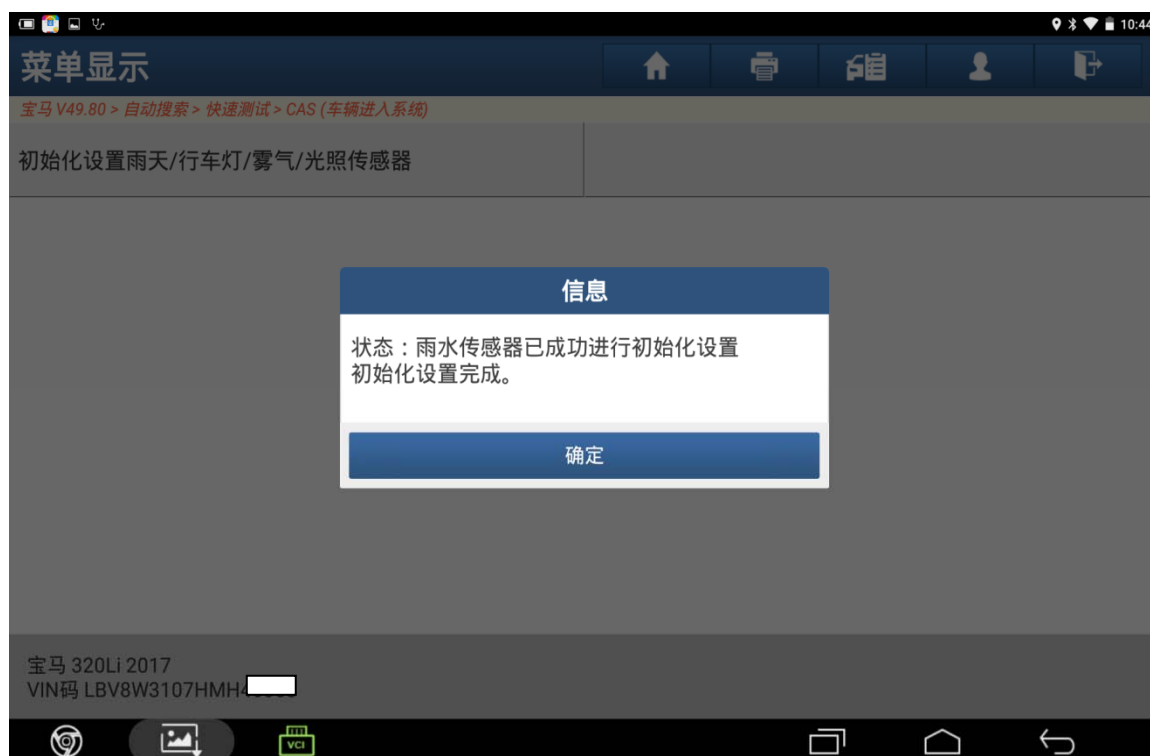 10:44
菜单显示
宝马 V49.80 > 自动搜索 > 快速测试 > CAS (车辆进入系统)
初始化设置雨天/行车灯/雾气/光照传感器
信息
状态：雨水传感器已成功进行初始化设置
初始化设置完成。
确定
宝马 320Li 2017
VIN码 LBV8W3107HMH
VCI